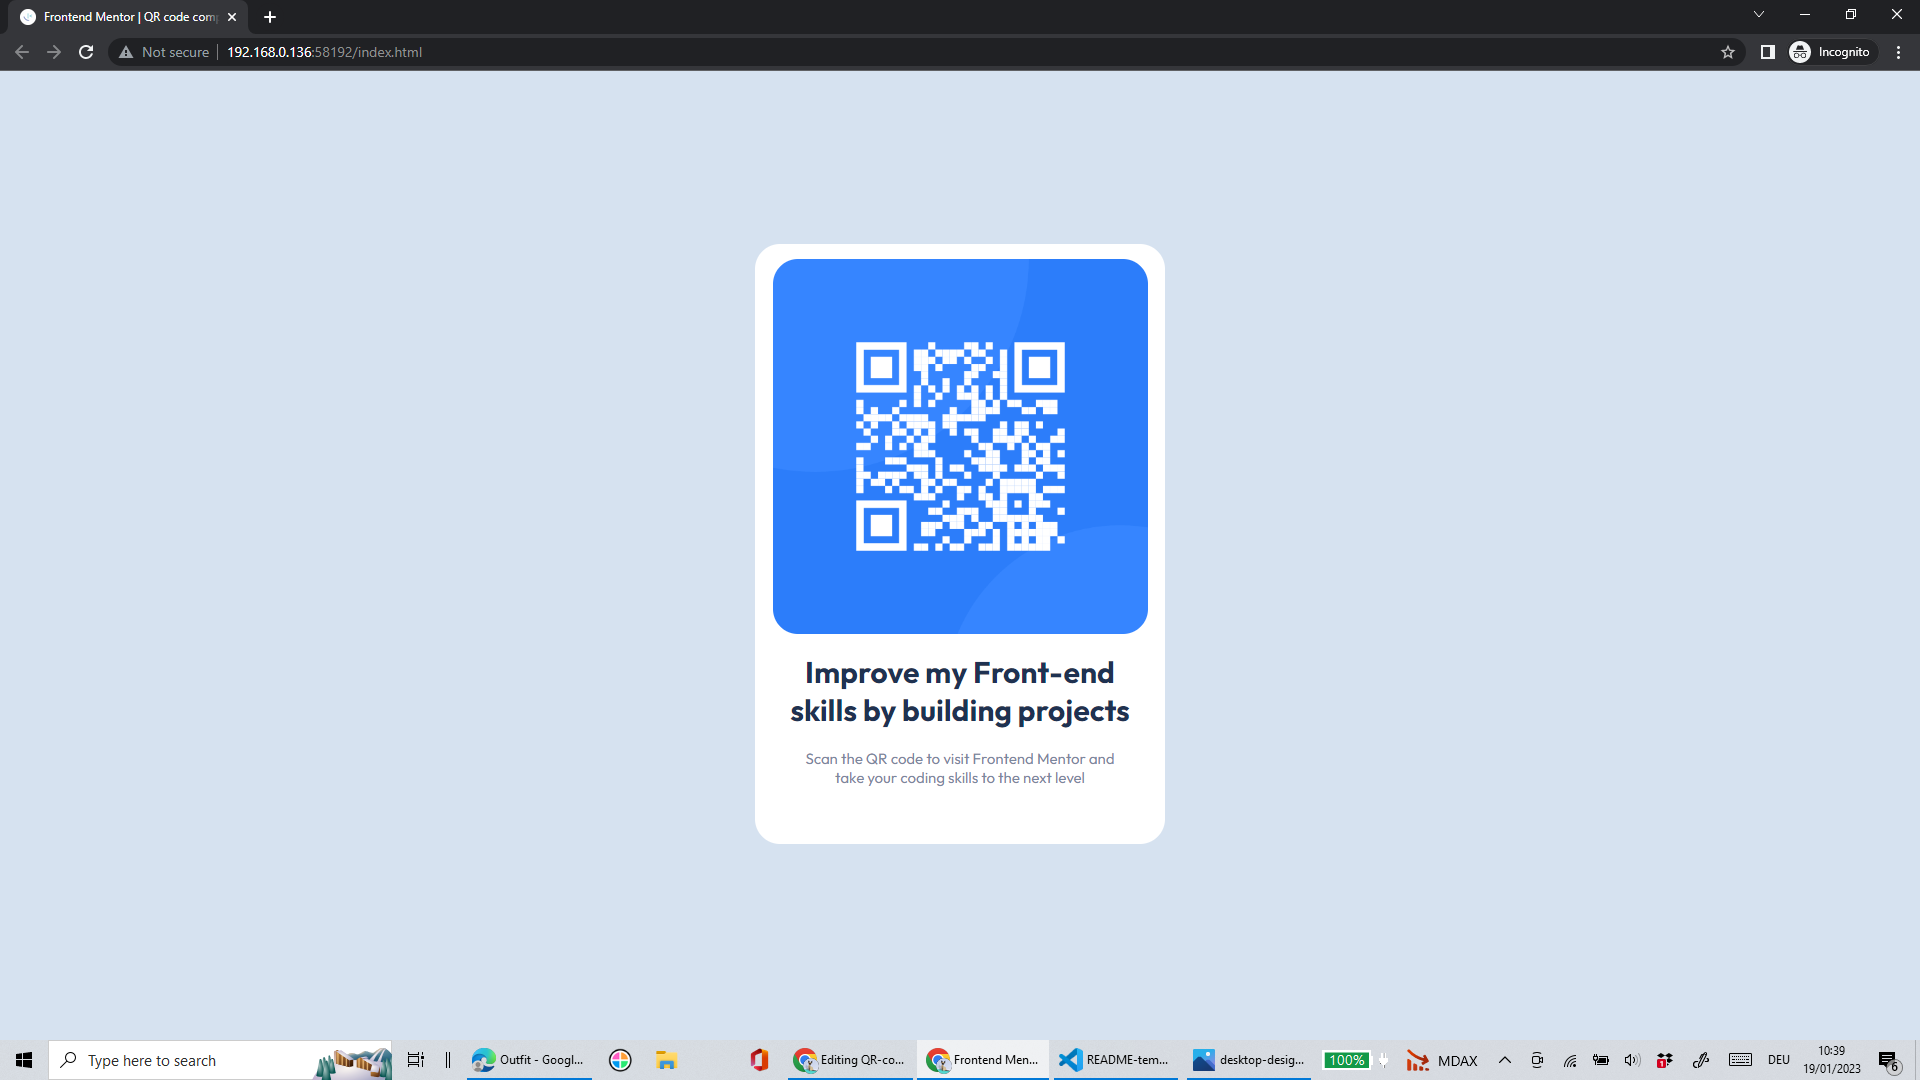 Frontend Mentor | QR code com
Not secure
192.168.0.136:58192/index.html
Incognito
Improve my Front-end
skills by building projects
Scan the QR code to visit Frontend Mentor and
take your coding skills to the next level
Type here to search
Outfit - Googl...
Editing QR-co...
Frontend Men...
README-tem...
desktop-desig...
100%
MDAX
1
DEU
10:39
19/01/2023
6